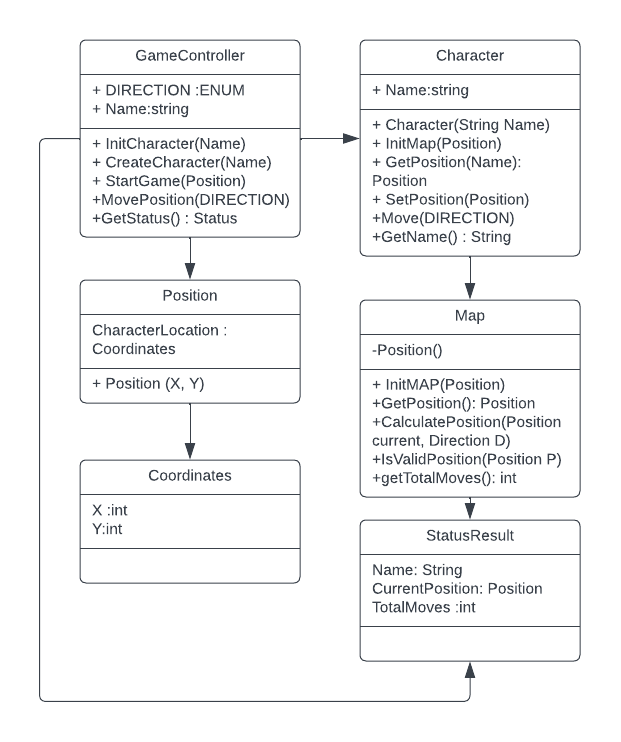 GameController
+ DIRECTION :ENUM
+ Name:string
+ InitCharacter(Name)
+ CreateCharacter(Name)
+ StartGame(Position)
+MovePosition(DIRECTION)
+GetStatus() : Status
Character
+ Name:string
+ Character(String Name)
+ InitMap(Position)
+ GetPosition(Name):
Position
+ SetPosition(Position)
+Move(DIRECTION)
+GetName() : String
Position
CharacterLocation :
Coordinates
+ Position (X, Y)
Map
-Position()
+ InitMAP(Position)
+GetPosition(): Position
+CalculatePosition(Position
current, Direction D)
+IsValidPosition(Position P)
+getTotalMoves(): int
Coordinates
X :int
Y:int
StatusResult
Name: String
CurrentPosition: Position
TotalMoves :int